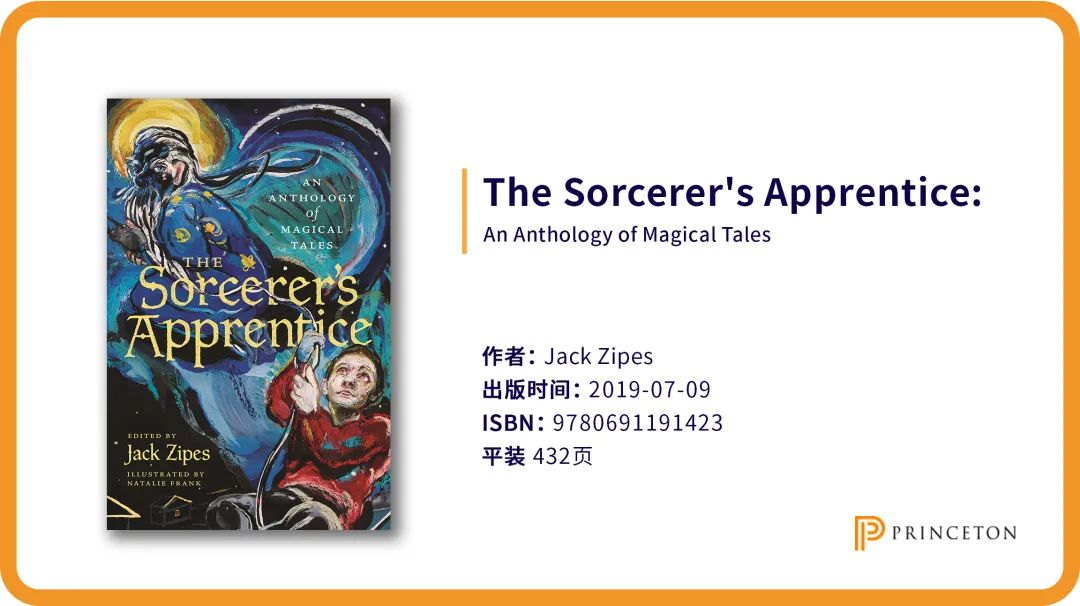 AN
ANTHOLOGY
of
MAGICAL
TALES
THE
Sorcerer's
Apprentice
EDITED BY
Jack Zipes
ILLUSTRATED BY
NATALIE FRANK
The Sorcerer's Apprentice:
An Anthology of Magical Tales
作者：Jack Zipes
出版时间：2019-07-09
ISBN：9780691191423
平装 432页
PRINCETON